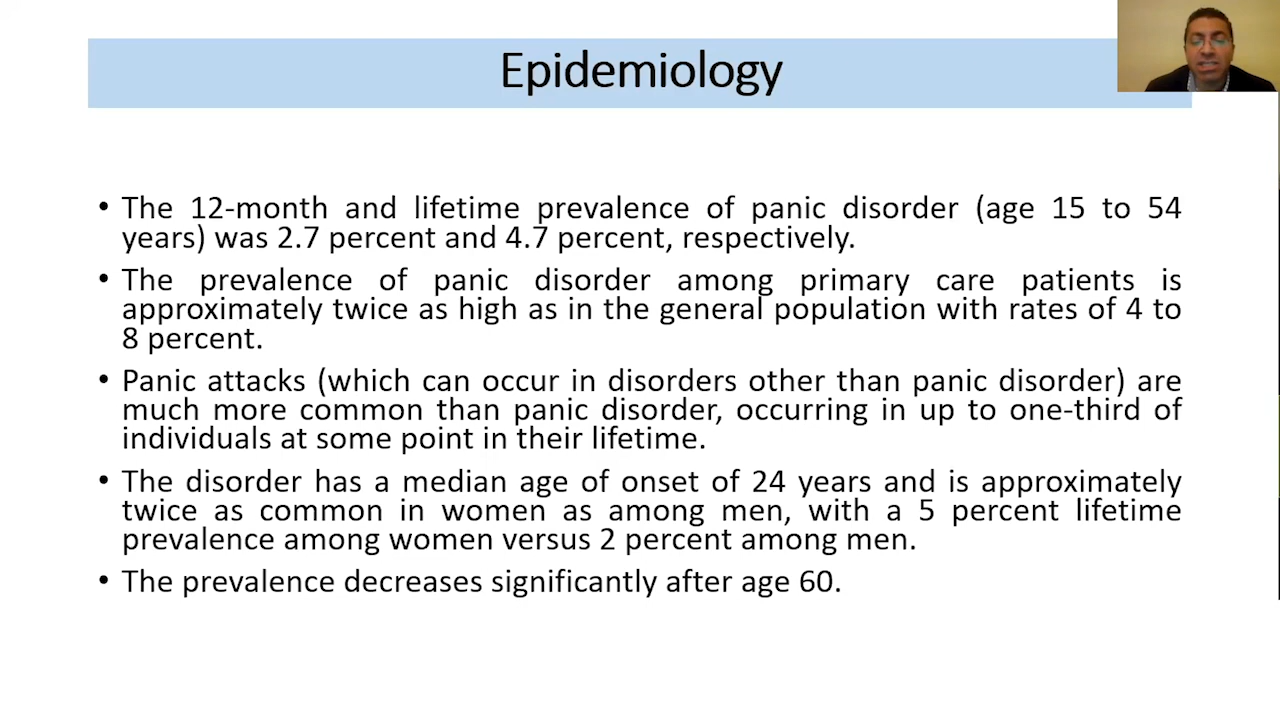 Epidemiology
• The 12-month and lifetime prevalence of panic disorder (age 15 to 54
years) was 2.7 percent and 4.7 percent, respectively.
• The prevalence of panic disorder among primary care patients is
approximately twice as high as in the general population with rates of 4 to
8 percent.
• Panic attacks (which can occur in disorders other than panic disorder) are
much more common than panic disorder, occurring in up to one-third of
individuals at some point in their lifetime.
• The disorder has a median age of onset of 24 years and is approximately
twice as common in women as among men, with a 5 percent lifetime
prevalence among women versus 2 percent among men.
• The prevalence decreases significantly after age 60.